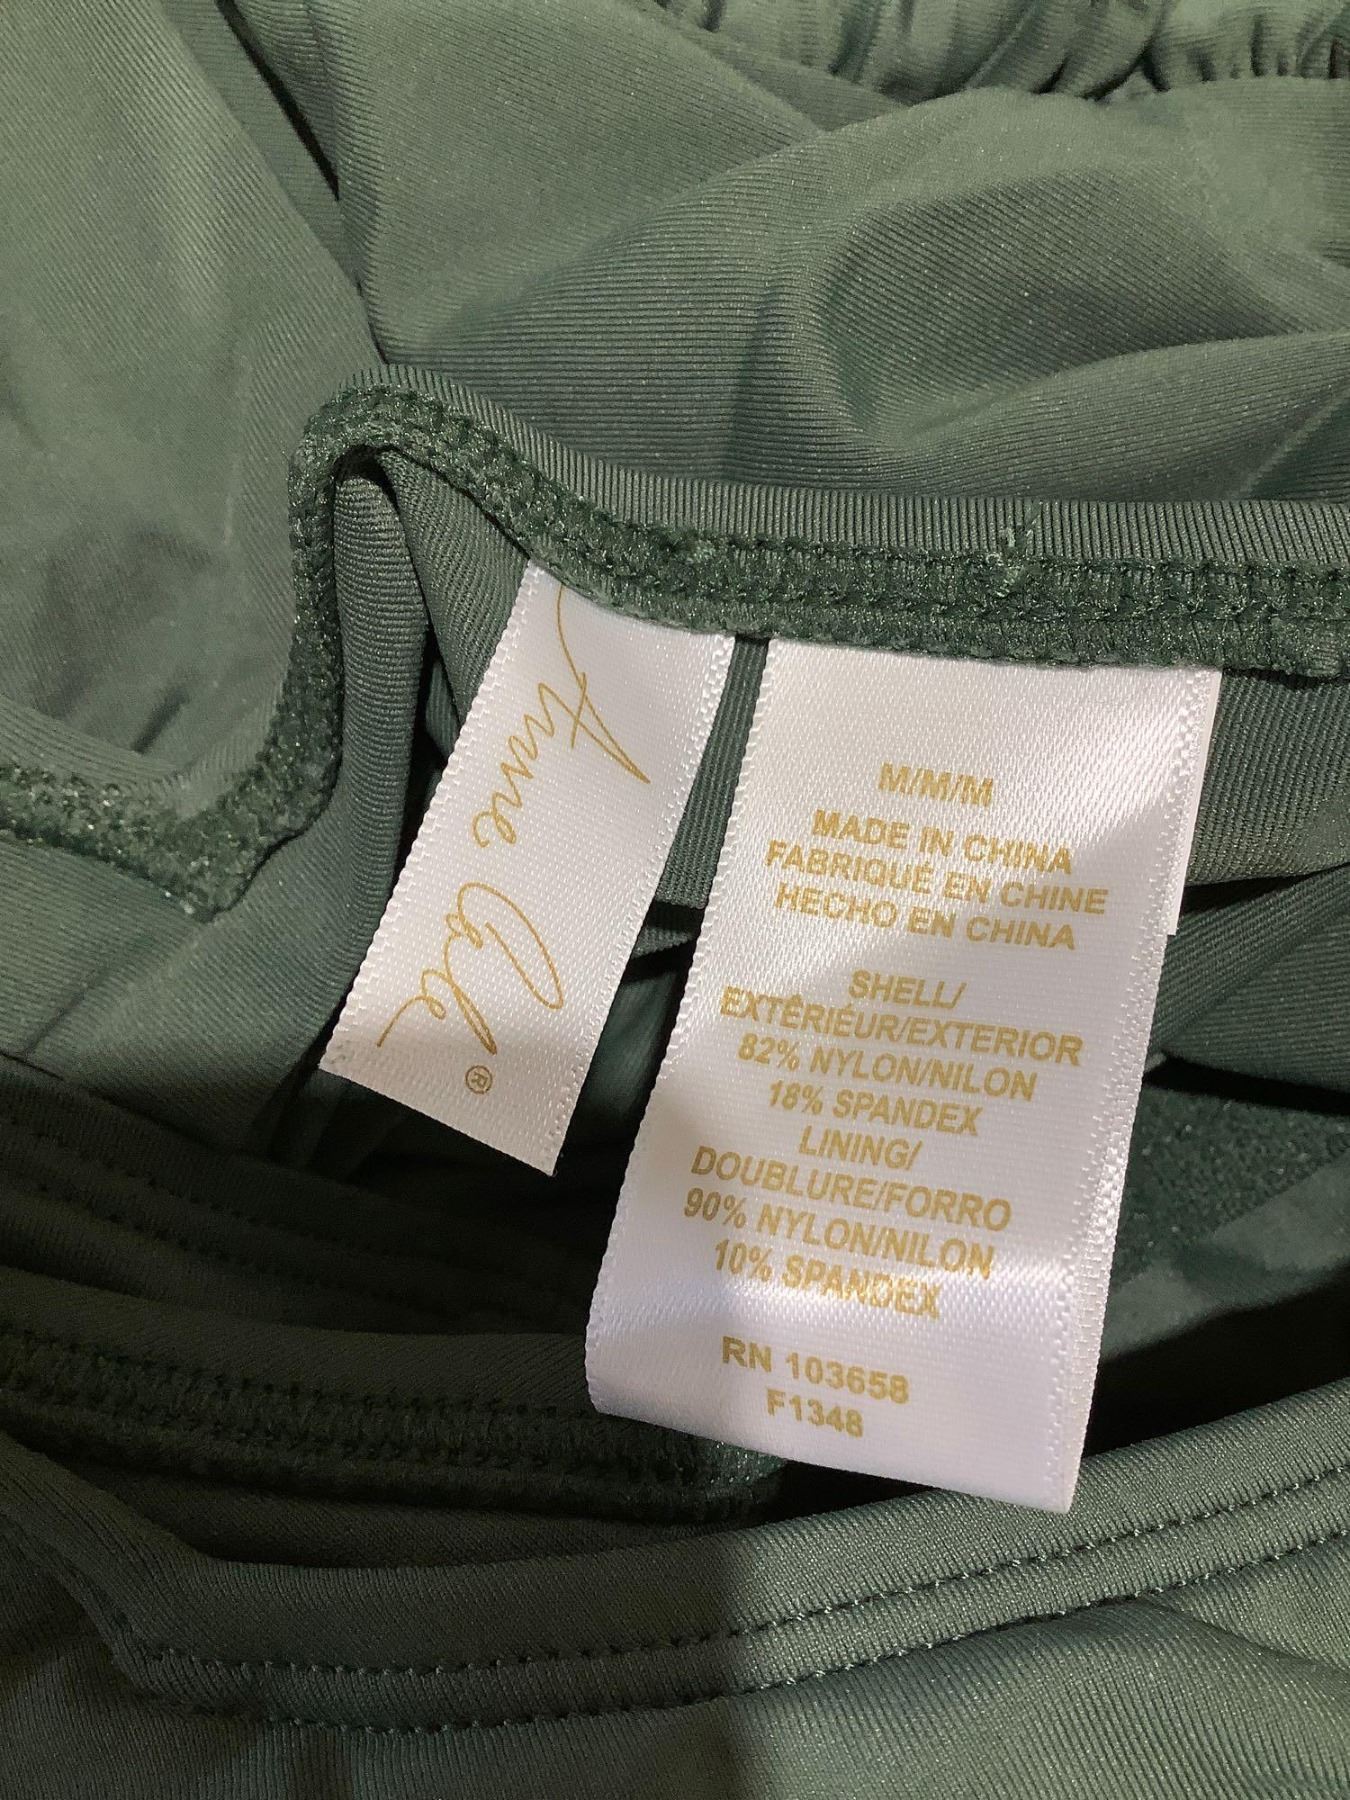 Anne Cole®
M/M/M
MADE IN CHINA
FABRIQUÉ EN CHINE
HECHO EN CHINA
SHELL/
EXTÉRIÉUR/EXTERIOR
82% NYLON/NILON
18% SPANDEX
LINING/
DOUBLURE/FORRO
90% NYLON/NILON
10% SPANDEX
RN 103658
F1348